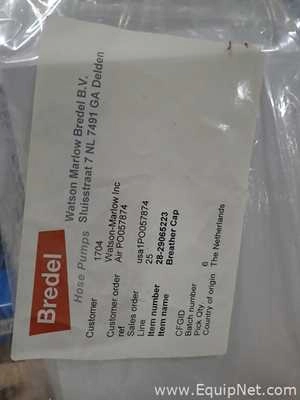 Bredel
Watson Marlow Bredel B.V.
Hose Pumps Sluisstraat 7 NL 7491 GA Delden
Customer 1704
Watson-Marlow Inc
Customer order Air PO057874
ref
Sales order usa1PO057874
Line 25
Item number 28-29065223
Item name Breather Cap
CFGID
Batch number
Pick QTY 6
Country of origin The Netherlands
www.EquipNet.com